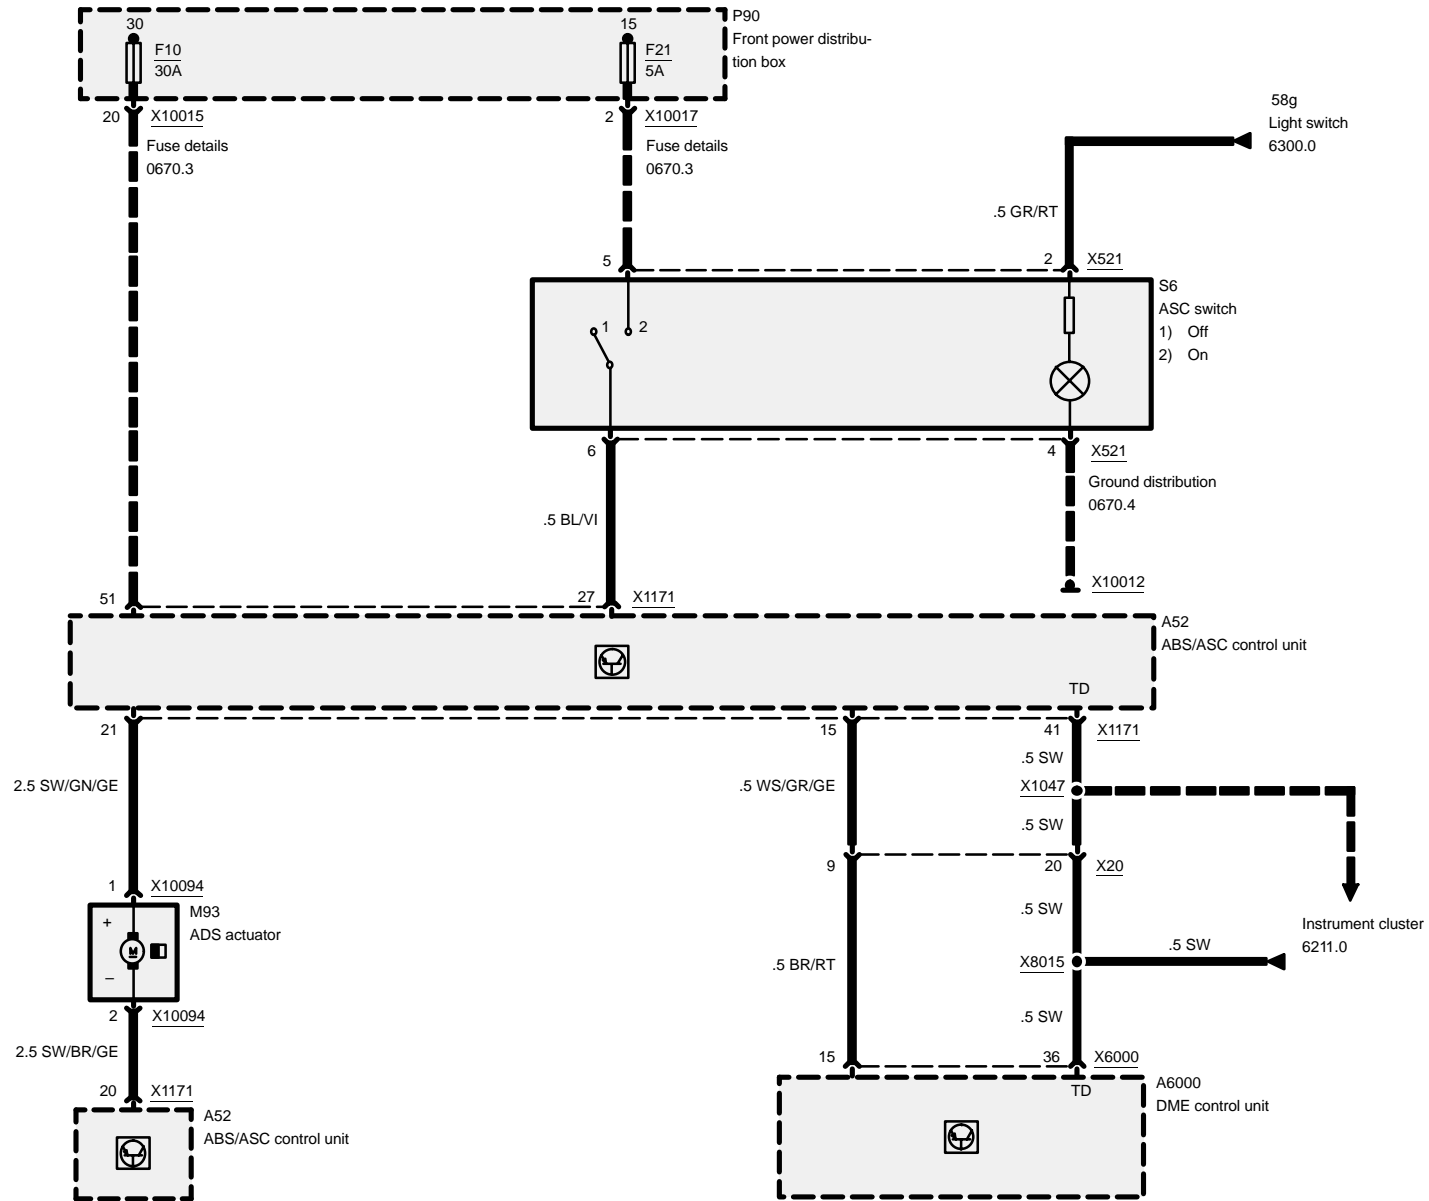 30
15
P90
Front power distribu-
tion box
F10
30A
F21
5A
20
X10015
2
X10017
Fuse details
0670.3
Fuse details
0670.3
58g
Light switch
6300.0
.5 GR/RT
5
2
X521
S6
ASC switch
1) Off
2) On
1
2
6
4
X521
Ground distribution
0670.4
.5 BL/VI
X10012
51
27
X1171
A52
ABS/ASC control unit
TD
21
15
41
X1171
.5 SW
2.5 SW/GN/GE
.5 WS/GR/GE
X1047
.5 SW
9
20
X20
1
X10094
M93
ADS actuator
+
M
–
.5 SW
Instrument cluster
6211.0
.5 SW
.5 BR/RT
X8015
2
X10094
.5 SW
2.5 SW/BR/GE
15
36
X6000
20
X1171
TD
A6000
DME control unit
A52
ABS/ASC control unit